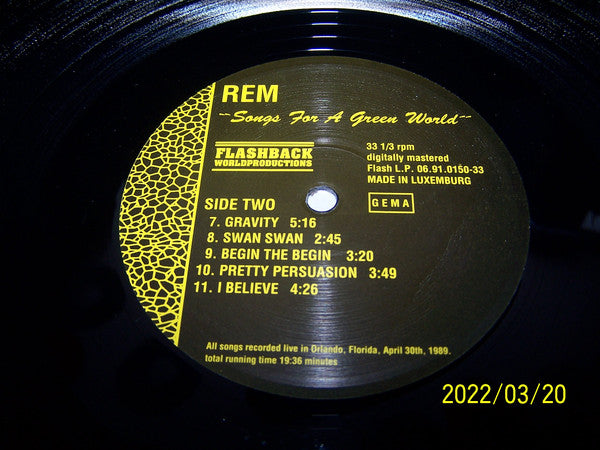 REM
~~Songs For A Green World~~
FLASHBACK
WORLDPRODUCTIONS
33 1/3 rpm
digitally mastered
Flash L.P. 06.91.0150-33
MADE IN LUXEMBURG
GEMA
SIDE TWO
7. GRAVITY 5:16
8. SWAN SWAN 2:45
9. BEGIN THE BEGIN 3:20
10. PRETTY PERSUASION 3:49
11. I BELIEVE 4:26
All songs recorded live in Orlando, Florida, April 30th, 1989.
total running time 19:36 minutes
2022/03/20